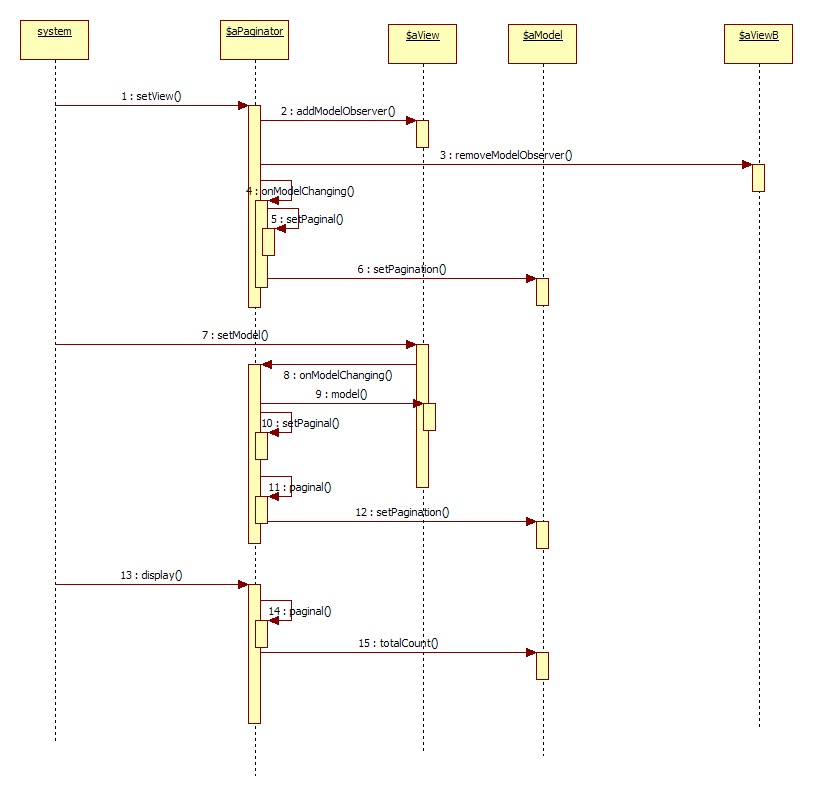 system
$aPaginator
$aView
$aModel
$aViewB
1 : setView()
2 : addModelObserver()
3 : removeModelObserver()
4 : onModelChanging()
5 : setPaginal()
6 : setPagination()
7 : setModel()
8 : onModelChanging()
9 : model()
10 : setPaginal()
11 : paginal()
12 : setPagination()
13 : display()
14 : paginal()
15 : totalCount()